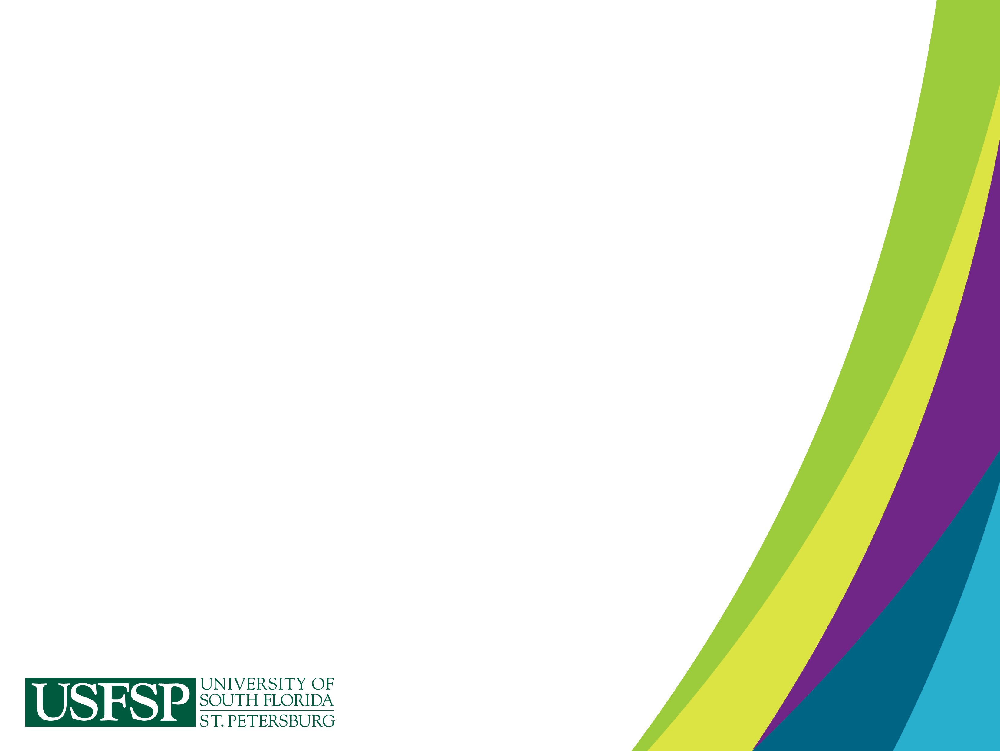 USFSP
UNIVERSITY OF
SOUTH FLORIDA
ST. PETERSBURG